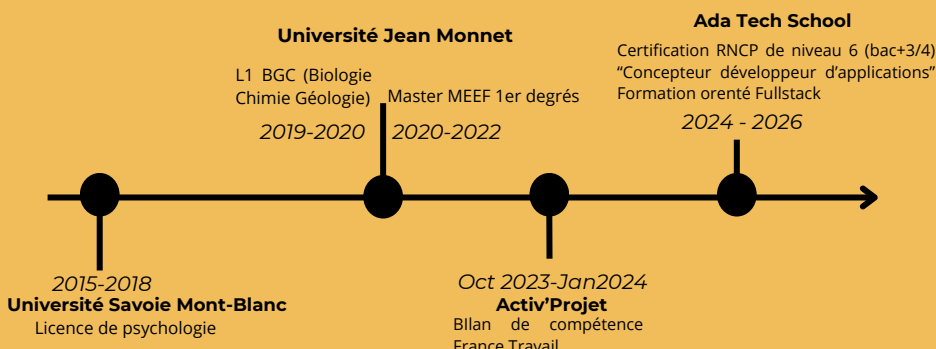 2015-2018
Université Savoie Mont-Blanc
Licence de psychologie
Université Jean Monnet
L1 BGC (Biologie
Chimie Géologie)
2019-2020
Master MEEF 1er degrés
2020-2022
Oct 2023-Jan2024
Activ’Projet
BIlan de compétence
France Travail
Ada Tech School
Certification RNCP de niveau 6 (bac+3/4)
“Concepteur développeur d’applications”
Formation orenté Fullstack
2024 - 2026